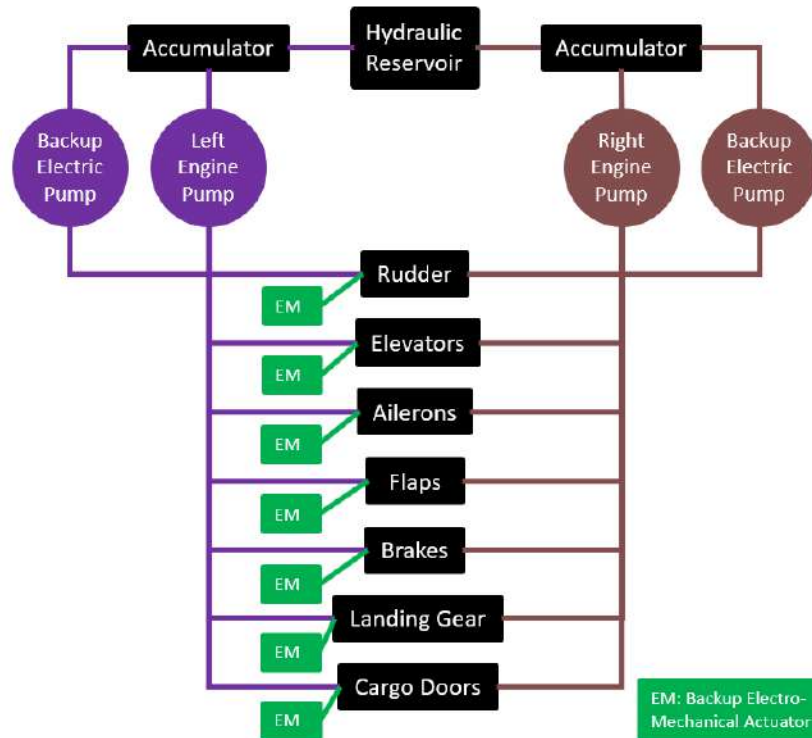 Accumulator
Hydraulic
Reservoir
Accumulator
Backup
Electric
Pump
Left
Engine
Pump
Right
Engine
Pump
Backup
Electric
Pump
Rudder
EM
Elevators
EM
Ailerons
EM
Flaps
EM
Brakes
EM
Landing Gear
EM
Cargo Doors
EM
EM: Backup Electro-
Mechanical Actuator